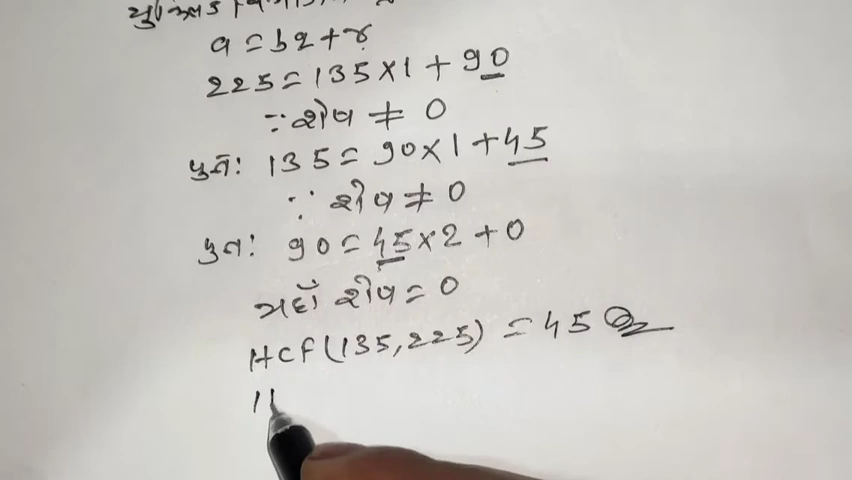 a = bq + r
225 = 135 × 1 + 90
∵ शेष ≠ 0
पुनः 135 = 90 × 1 + 45
∵ शेष ≠ 0
पुनः 90 = 45 × 2 + 0
यहाँ शेष = 0
HCF (135, 225) = 45